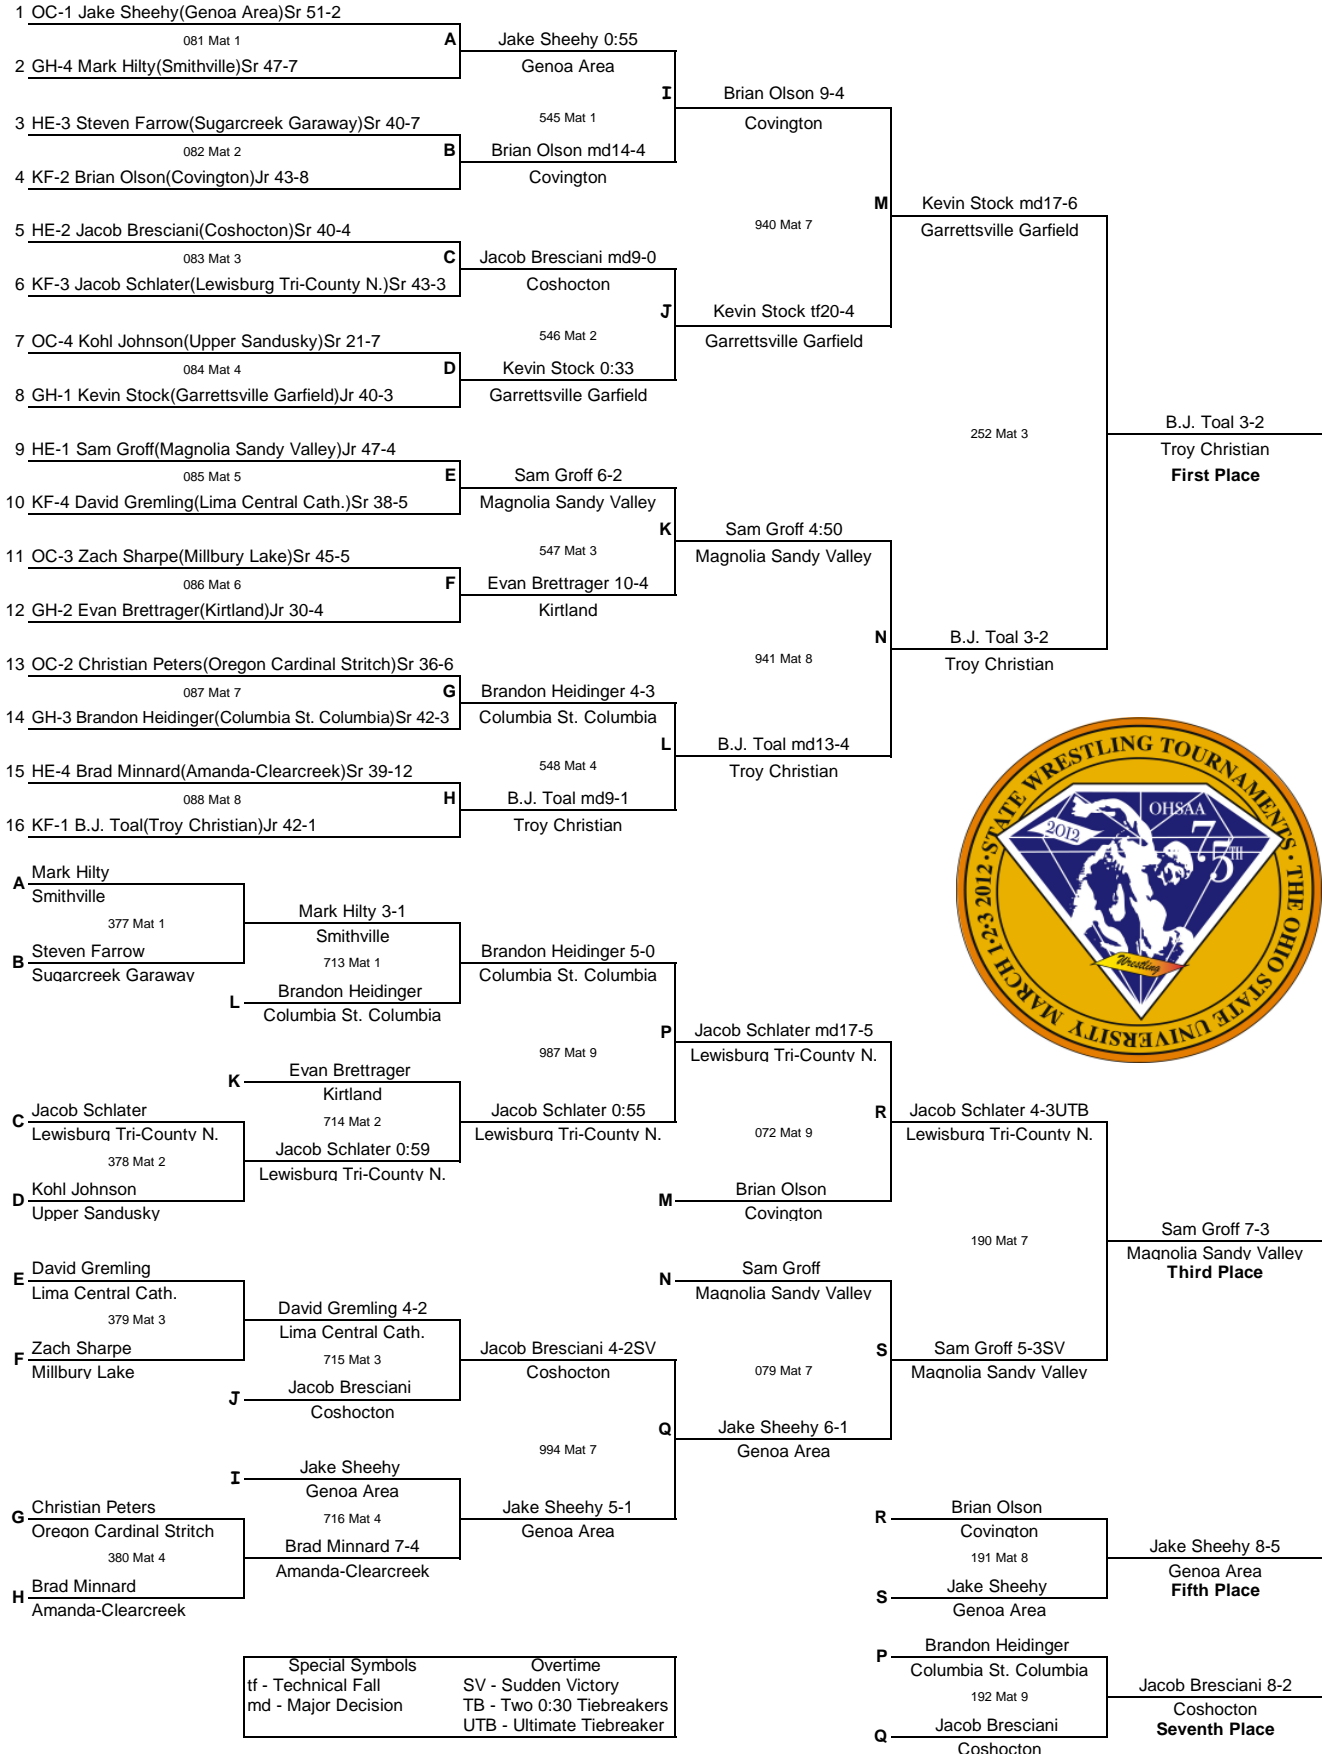 1 OC-1 Jake Sheehy(Genoa Area)Sr 51-2
081 Mat 1
A
2 GH-4 Mark Hilty(Smithville)Sr 47-7
Jake Sheehy 0:55
Genoa Area
3 HE-3 Steven Farrow(Sugarcreek Garaway)Sr 40-7
082 Mat 2
B
4 KF-2 Brian Olson(Covington)Jr 43-8
545 Mat 1
I
Brian Olson md14-4
Covington
Brian Olson 9-4
Covington
5 HE-2 Jacob Bresciani(Coshocton)Sr 40-4
083 Mat 3
C
6 KF-3 Jacob Schlater(Lewisburg Tri-County N.)Sr 43-3
Jacob Bresciani md9-0
Coshocton
940 Mat 7
M
Kevin Stock md17-6
Garrettsville Garfield
7 OC-4 Kohl Johnson(Upper Sandusky)Sr 21-7
084 Mat 4
D
8 GH-1 Kevin Stock(Garrettsville Garfield)Jr 40-3
546 Mat 2
J
Kevin Stock 0:33
Garrettsville Garfield
Kevin Stock tf20-4
Garrettsville Garfield
9 HE-1 Sam Groff(Magnolia Sandy Valley)Jr 47-4
085 Mat 5
E
10 KF-4 David Gremling(Lima Central Cath.)Sr 38-5
Sam Groff 6-2
Magnolia Sandy Valley
252 Mat 3
B.J. Toal 3-2
Troy Christian
First Place
11 OC-3 Zach Sharpe(Millbury Lake)Sr 45-5
086 Mat 6
F
12 GH-2 Evan Brettrager(Kirtland)Jr 30-4
547 Mat 3
K
Evan Brettrager 10-4
Kirtland
Sam Groff 4:50
Magnolia Sandy Valley
13 OC-2 Christian Peters(Oregon Cardinal Stritch)Sr 36-6
087 Mat 7
G
14 GH-3 Brandon Heidinger(Columbia St. Columbia)Sr 42-3
Brandon Heidinger 4-3
Columbia St. Columbia
941 Mat 8
N
B.J. Toal 3-2
Troy Christian
15 HE-4 Brad Minnard(Amanda-Clearcreek)Sr 39-12
088 Mat 8
H
16 KF-1 B.J. Toal(Troy Christian)Jr 42-1
548 Mat 4
L
B.J. Toal md9-1
Troy Christian
B.J. Toal md13-4
Troy Christian
STATE WRESTLING TOURNAMENTS · THE OHIO STATE UNIVERSITY MARCH 1·2·3 2012 ·
OHSAA
2012
75TH
Wrestling
A Mark Hilty
Smithville
377 Mat 1
B Steven Farrow
Sugarcreek Garaway
Mark Hilty 3-1
Smithville
713 Mat 1
L Brandon Heidinger
Columbia St. Columbia
Brandon Heidinger 5-0
Columbia St. Columbia
K Evan Brettrager
Kirtland
987 Mat 9
P
Jacob Schlater md17-5
Lewisburg Tri-County N.
C Jacob Schlater
Lewisburg Tri-County N.
378 Mat 2
D Kohl Johnson
Upper Sandusky
714 Mat 2
Jacob Schlater 0:59
Lewisburg Tri-County N.
Jacob Schlater 0:55
Lewisburg Tri-County N.
072 Mat 9
R
M Brian Olson
Covington
Jacob Schlater 4-3UTB
Lewisburg Tri-County N.
190 Mat 7
Sam Groff 7-3
Magnolia Sandy Valley
Third Place
E David Gremling
Lima Central Cath.
379 Mat 3
F Zach Sharpe
Millbury Lake
David Gremling 4-2
Lima Central Cath.
715 Mat 3
J Jacob Bresciani
Coshocton
Jacob Bresciani 4-2SV
Coshocton
N Sam Groff
Magnolia Sandy Valley
079 Mat 7
S
Sam Groff 5-3SV
Magnolia Sandy Valley
994 Mat 7
Q
Jake Sheehy 6-1
Genoa Area
I Jake Sheehy
Genoa Area
716 Mat 4
G Christian Peters
Oregon Cardinal Stritch
380 Mat 4
H Brad Minnard
Amanda-Clearcreek
Brad Minnard 7-4
Amanda-Clearcreek
Jake Sheehy 5-1
Genoa Area
R Brian Olson
Covington
191 Mat 8
S Jake Sheehy
Genoa Area
Jake Sheehy 8-5
Genoa Area
Fifth Place
P Brandon Heidinger
Columbia St. Columbia
192 Mat 9
Q Jacob Bresciani
Coshocton
Jacob Bresciani 8-2
Coshocton
Seventh Place
Special Symbols Overtime
tf - Technical Fall SV - Sudden Victory
md - Major Decision TB - Two 0:30 Tiebreakers
UTB - Ultimate Tiebreaker